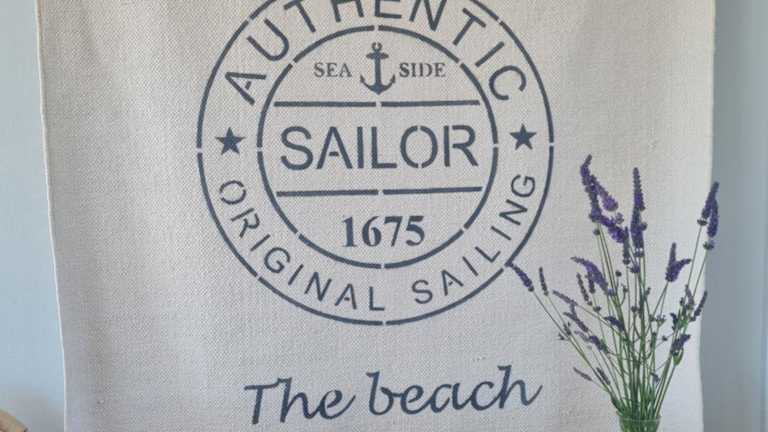 AUTHENTIC
SEA SIDE
SAILOR
1675
ORIGINAL SAILING
The beach